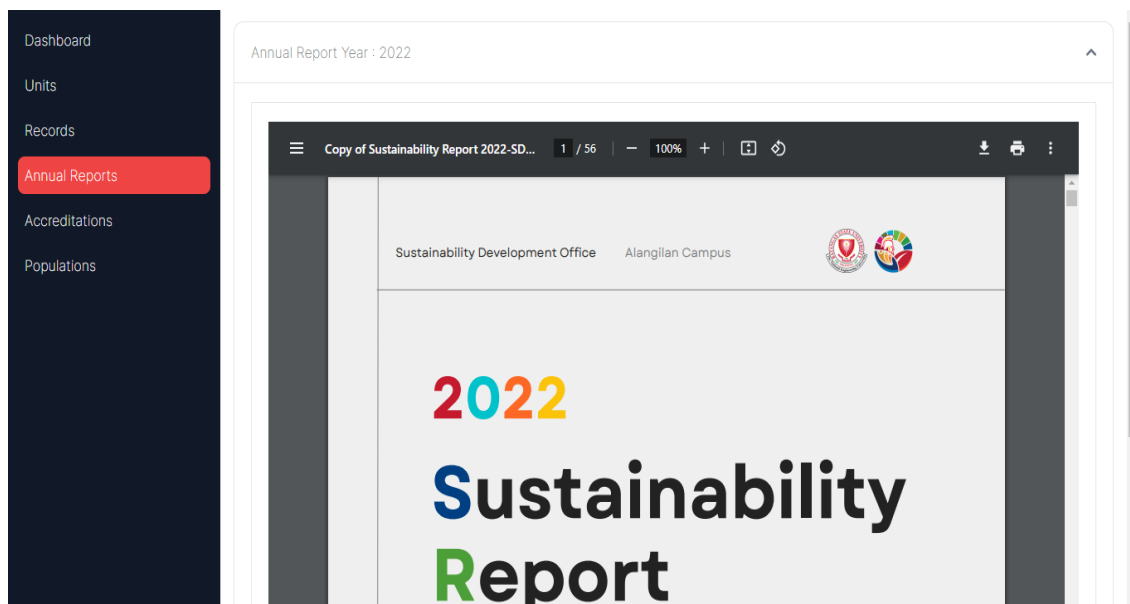 Dashboard
Units
Records
Annual Reports
Accreditations
Populations
Annual Report Year : 2022
Copy of Sustainability Report 2022-SD... 1 / 56 100%
Sustainability Development Office Alangilan Campus
2022
Sustainability
Report